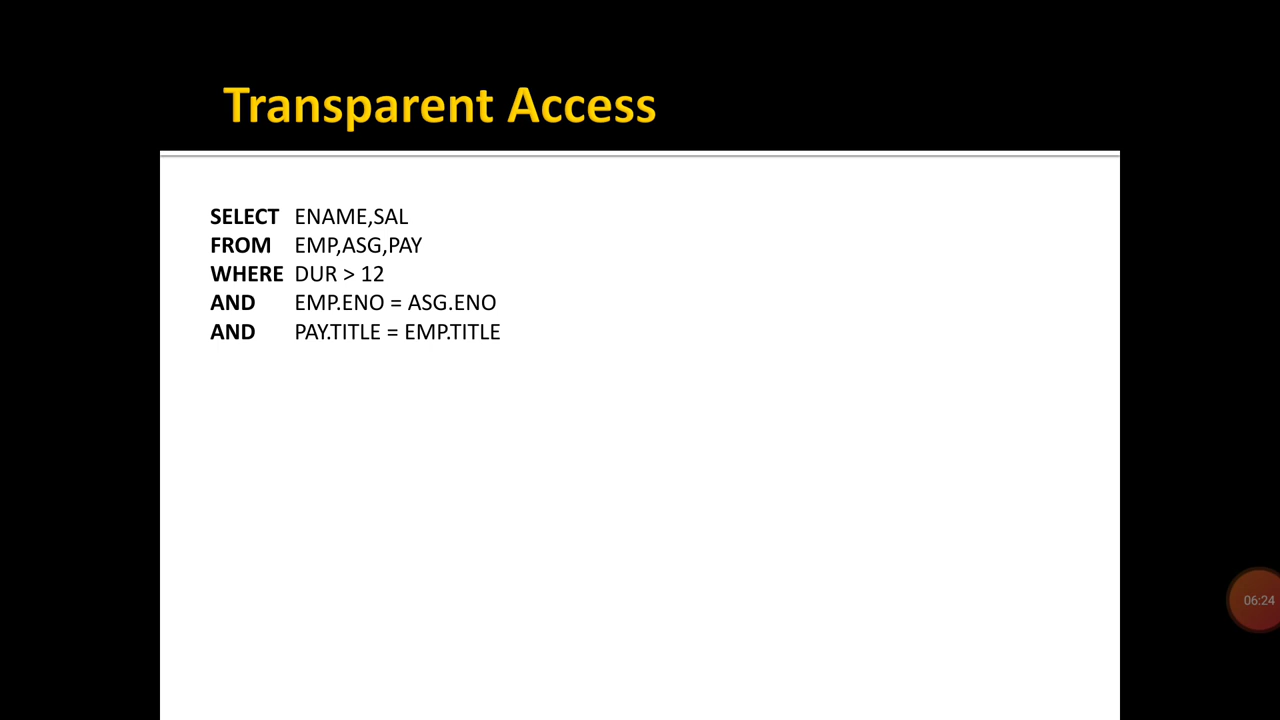 Transparent Access
SELECT ENAME,SAL
FROM EMP,ASG,PAY
WHERE DUR > 12
AND EMP.ENO = ASG.ENO
AND PAY.TITLE = EMP.TITLE
06:24